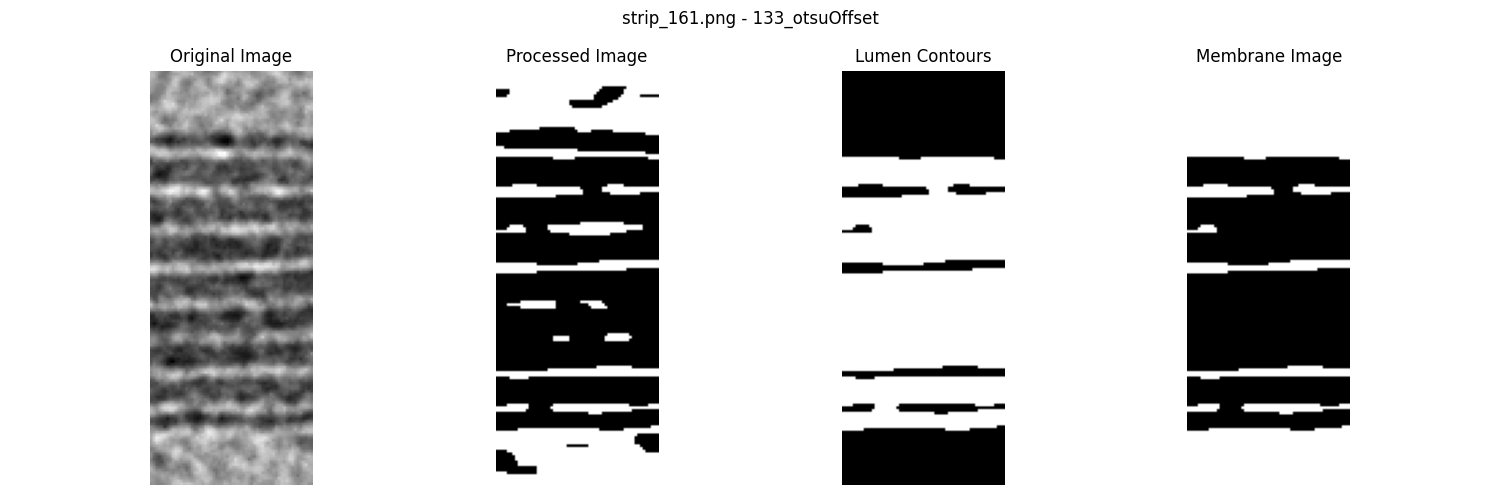 strip_161.png - 133_otsuOffset
Original Image
Processed Image
Lumen Contours
Membrane Image